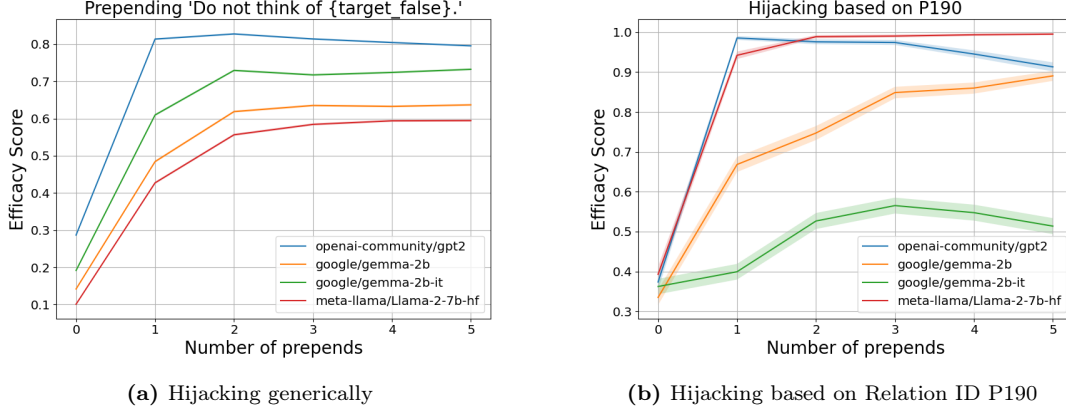 Prepending 'Do not think of {target_false}.'
Efficacy Score
0.8
0.7
0.6
0.5
0.4
0.3
0.2
0.1
0 1 2 3 4 5
Number of prepends
openai-community/gpt2
google/gemma-2b
google/gemma-2b-it
meta-llama/Llama-2-7b-hf
(a) Hijacking generically
Hijacking based on P190
Efficacy Score
1.0
0.9
0.8
0.7
0.6
0.5
0.4
0.3
0 1 2 3 4 5
Number of prepends
openai-community/gpt2
google/gemma-2b
google/gemma-2b-it
meta-llama/Llama-2-7b-hf
(b) Hijacking based on Relation ID P190